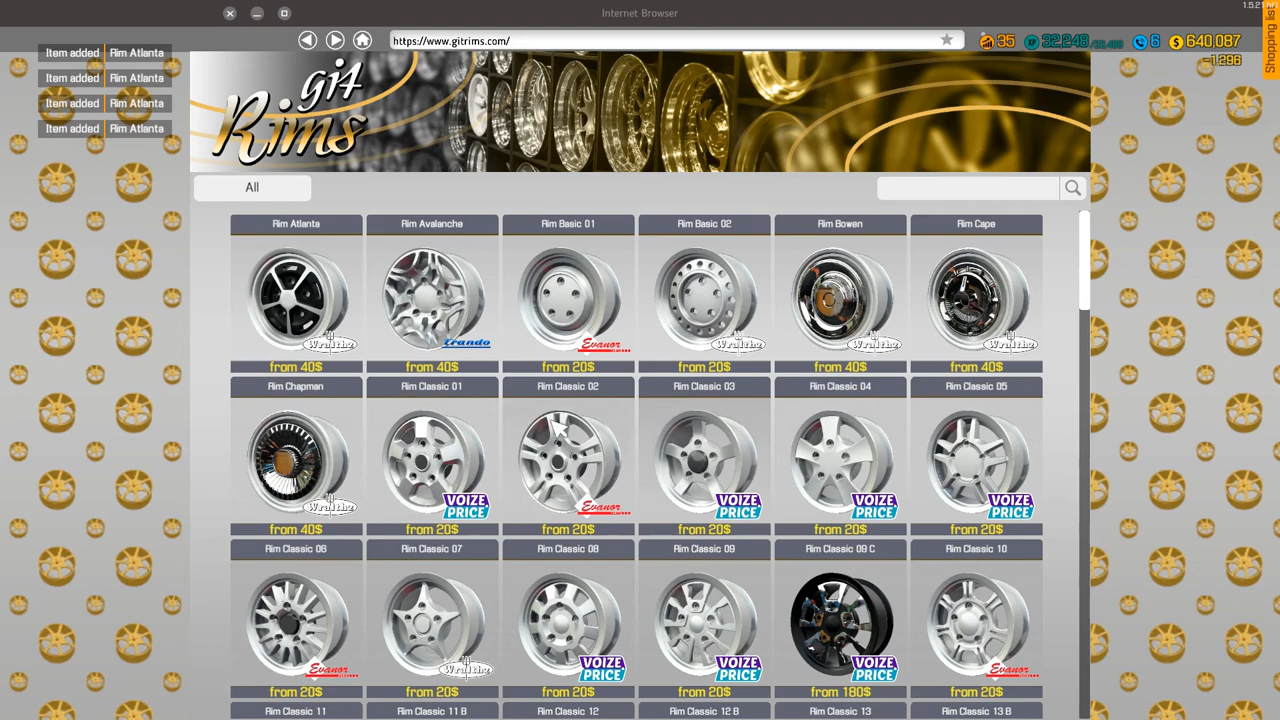 Internet Browser
1.5.21
https://www.gitrims.com/
35
32,248
6
640,087
-1,296
Shopping list
Item added Rim Atlanta
Item added Rim Atlanta
Item added Rim Atlanta
Item added Rim Atlanta
git
Rims
All
Rim Atlanta Rim Avalanche Rim Basic 01 Rim Basic 02 Rim Bowen Rim Cape
Evanor
from 40$ from 40$ from 20$ from 20$ from 40$ from 40$
Rim Chapman Rim Classic 01 Rim Classic 02 Rim Classic 03 Rim Classic 04 Rim Classic 05
VOIZE PRICE Evanor VOIZE PRICE VOIZE PRICE VOIZE PRICE
from 40$ from 20$ from 20$ from 20$ from 20$ from 20$
Rim Classic 06 Rim Classic 07 Rim Classic 08 Rim Classic 09 Rim Classic 09 C Rim Classic 10
Evanor VOIZE PRICE VOIZE PRICE VOIZE PRICE Evanor
from 20$ from 20$ from 20$ from 20$ from 180$ from 20$
Rim Classic 11 Rim Classic 11 B Rim Classic 12 Rim Classic 12 B Rim Classic 13 Rim Classic 13 B